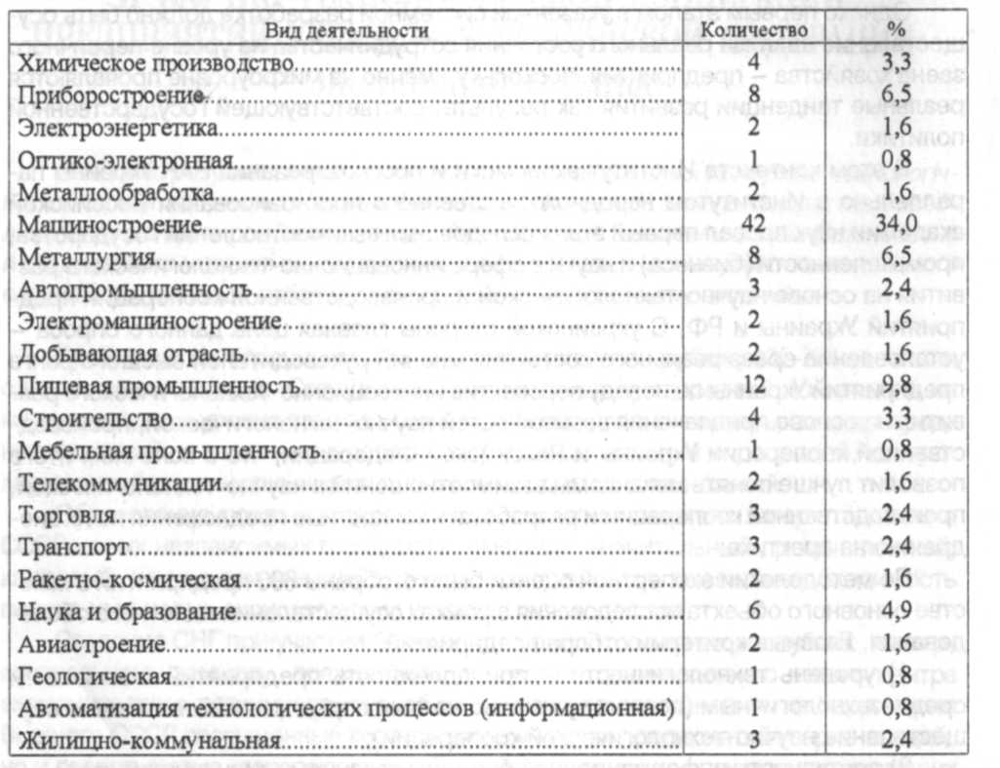 Вид деятельности Количество %
Химическое производство 4 3,3
Приборостроение 8 6,5
Электроэнергетика 2 1,6
Оптико-электронная 1 0,8
Металлообработка 2 1,6
Машиностроение 42 34,0
Металлургия 8 6,5
Автопромышленность 3 2,4
Электромашиностроение 2 1,6
Добывающая отрасль 2 1,6
Пищевая промышленность 12 9,8
Строительство 4 3,3
Мебельная промышленность 1 0,8
Телекоммуникации 2 1,6
Торговля 3 2,4
Транспорт 3 2,4
Ракетно-космическая 2 1,6
Наука и образование 6 4,9
Авиастроение 2 1,6
Геологическая 1 0,8
Автоматизация технологических процессов (информационная) 1 0,8
Жилищно-коммунальная 3 2,4